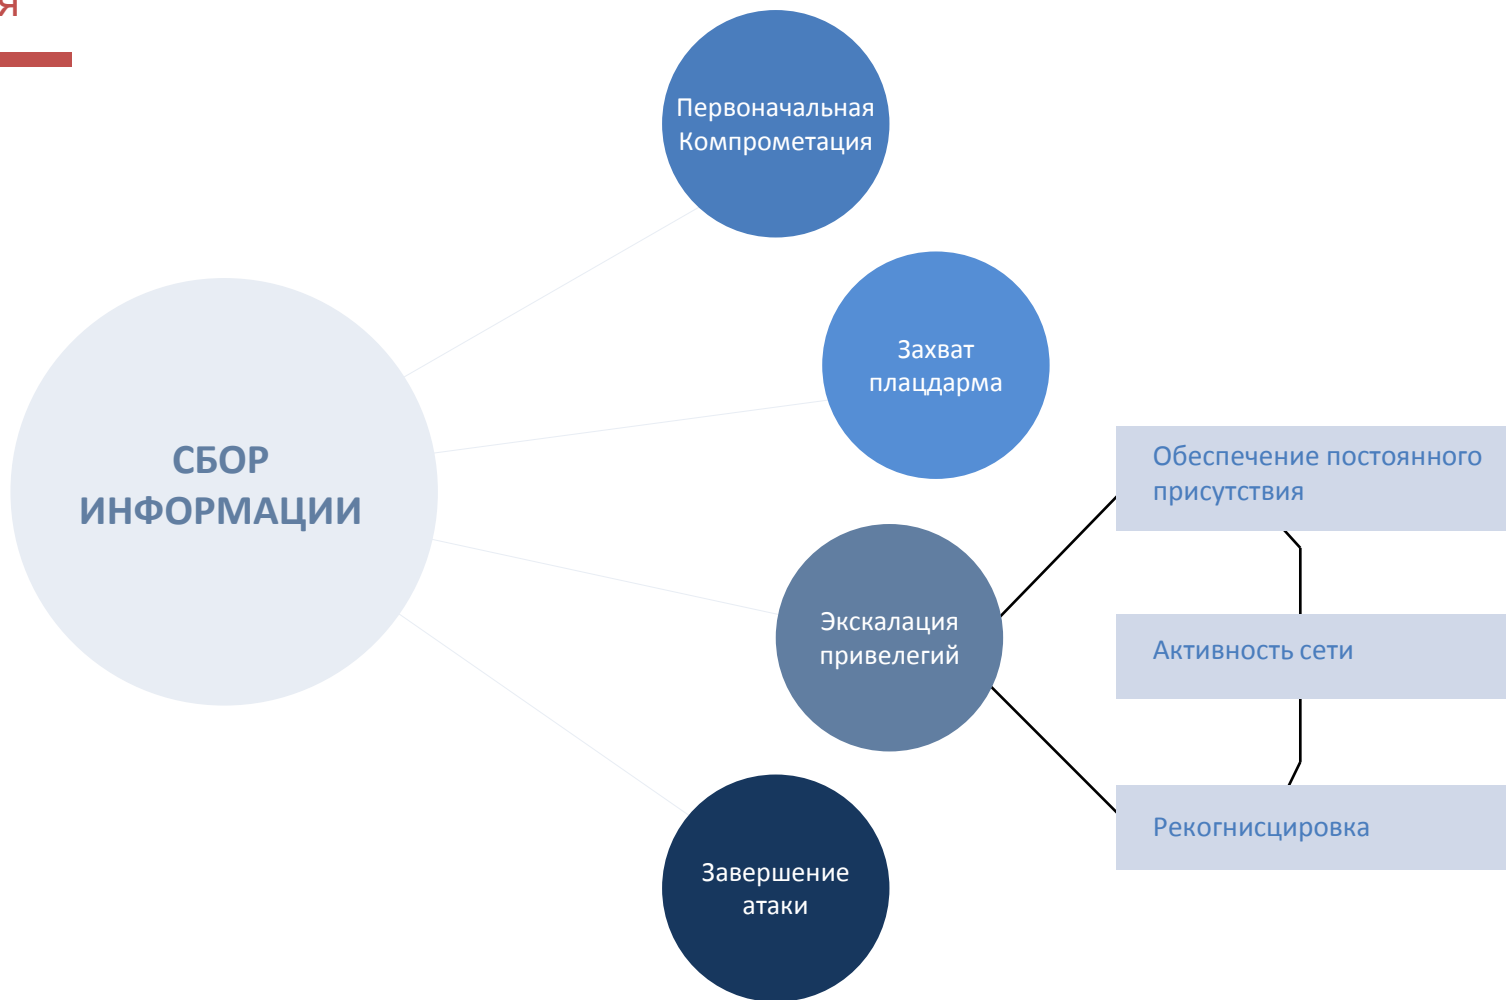 я
Первоначальная
Компрометация
Захват
плацдарма
СБОР
ИНФОРМАЦИИ
Обеспечение постоянного
присутствия
Экскалация
привелегий
Активность сети
Рекогнисцировка
Завершение
атаки